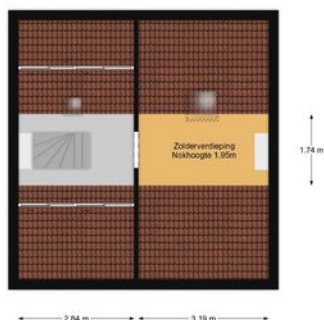 Zolderverdieping
Nokhoogte 1.95m
1.74 m
2.84 m
3.19 m